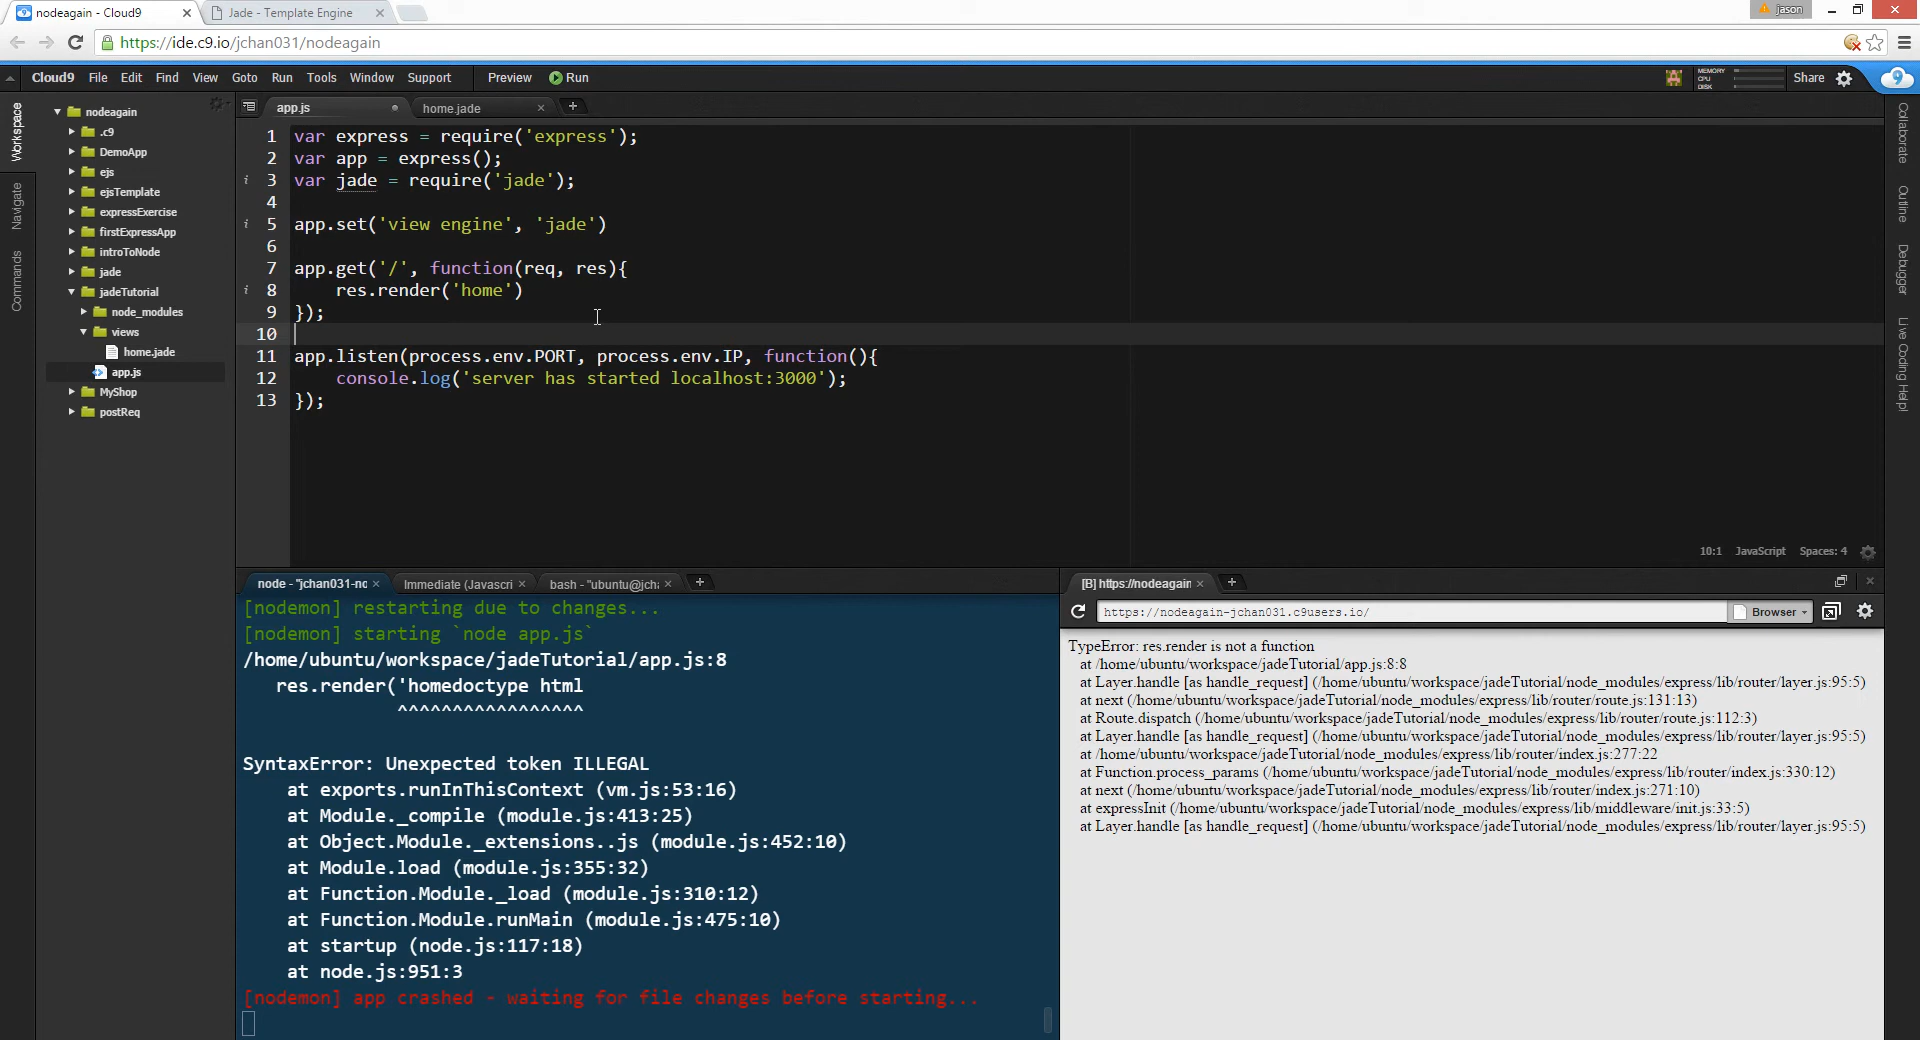 nodeagain - Cloud9
Jade - Template Engine
jason
https://ide.c9.io/jchan031/nodeagain
Cloud9 File Edit Find View Goto Run Tools Window Support Preview Run
MEMORY
CPU
DISK
Share
9
Workspace
Navigate
Commands
nodeagain
.c9
DemoApp
ejs
ejsTemplate
expressExercise
firstExpressApp
introToNode
jade
jadeTutorial
node_modules
views
home.jade
app.js
MyShop
postReq
app.js
home.jade
1 var express = require('express');
2 var app = express();
3 var jade = require('jade');
4
5 app.set('view engine', 'jade')
6
7 app.get('/', function(req, res){
8 res.render('home')
9 });
10
11 app.listen(process.env.PORT, process.env.IP, function(){
12 console.log('server has started localhost:3000');
13 });
10:1 JavaScript Spaces: 4
Collaborate
Outline
Debugger
Live Coding Help!
node - "jchan031-no
Immediate (Javascri
bash - "ubuntu@jcha
[nodemon] restarting due to changes...
[nodemon] starting `node app.js`
/home/ubuntu/workspace/jadeTutorial/app.js:8
res.render('homedoctype html
^^^^^^^^^^^^^^^^^
SyntaxError: Unexpected token ILLEGAL
at exports.runInThisContext (vm.js:53:16)
at Module._compile (module.js:413:25)
at Object.Module._extensions..js (module.js:452:10)
at Module.load (module.js:355:32)
at Function.Module._load (module.js:310:12)
at Function.Module.runMain (module.js:475:10)
at startup (node.js:117:18)
at node.js:951:3
[nodemon] app crashed - waiting for file changes before starting...
[B] https://nodeagain
https://nodeagain-jchan031.c9users.io/
Browser
TypeError: res.render is not a function
at /home/ubuntu/workspace/jadeTutorial/app.js:8:8
at Layer.handle [as handle_request] (/home/ubuntu/workspace/jadeTutorial/node_modules/express/lib/router/layer.js:95:5)
at next (/home/ubuntu/workspace/jadeTutorial/node_modules/express/lib/router/route.js:131:13)
at Route.dispatch (/home/ubuntu/workspace/jadeTutorial/node_modules/express/lib/router/route.js:112:3)
at Layer.handle [as handle_request] (/home/ubuntu/workspace/jadeTutorial/node_modules/express/lib/router/layer.js:95:5)
at /home/ubuntu/workspace/jadeTutorial/node_modules/express/lib/router/index.js:277:22
at Function.process_params (/home/ubuntu/workspace/jadeTutorial/node_modules/express/lib/router/index.js:330:12)
at next (/home/ubuntu/workspace/jadeTutorial/node_modules/express/lib/router/index.js:271:10)
at expressInit (/home/ubuntu/workspace/jadeTutorial/node_modules/express/lib/middleware/init.js:33:5)
at Layer.handle [as handle_request] (/home/ubuntu/workspace/jadeTutorial/node_modules/express/lib/router/layer.js:95:5)